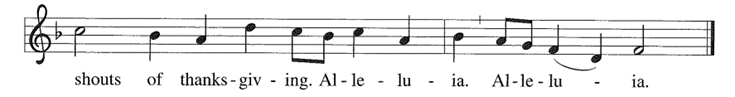 shouts of thanks-giv - ing. Al-le - lu - ia. Al-le-lu - ia.